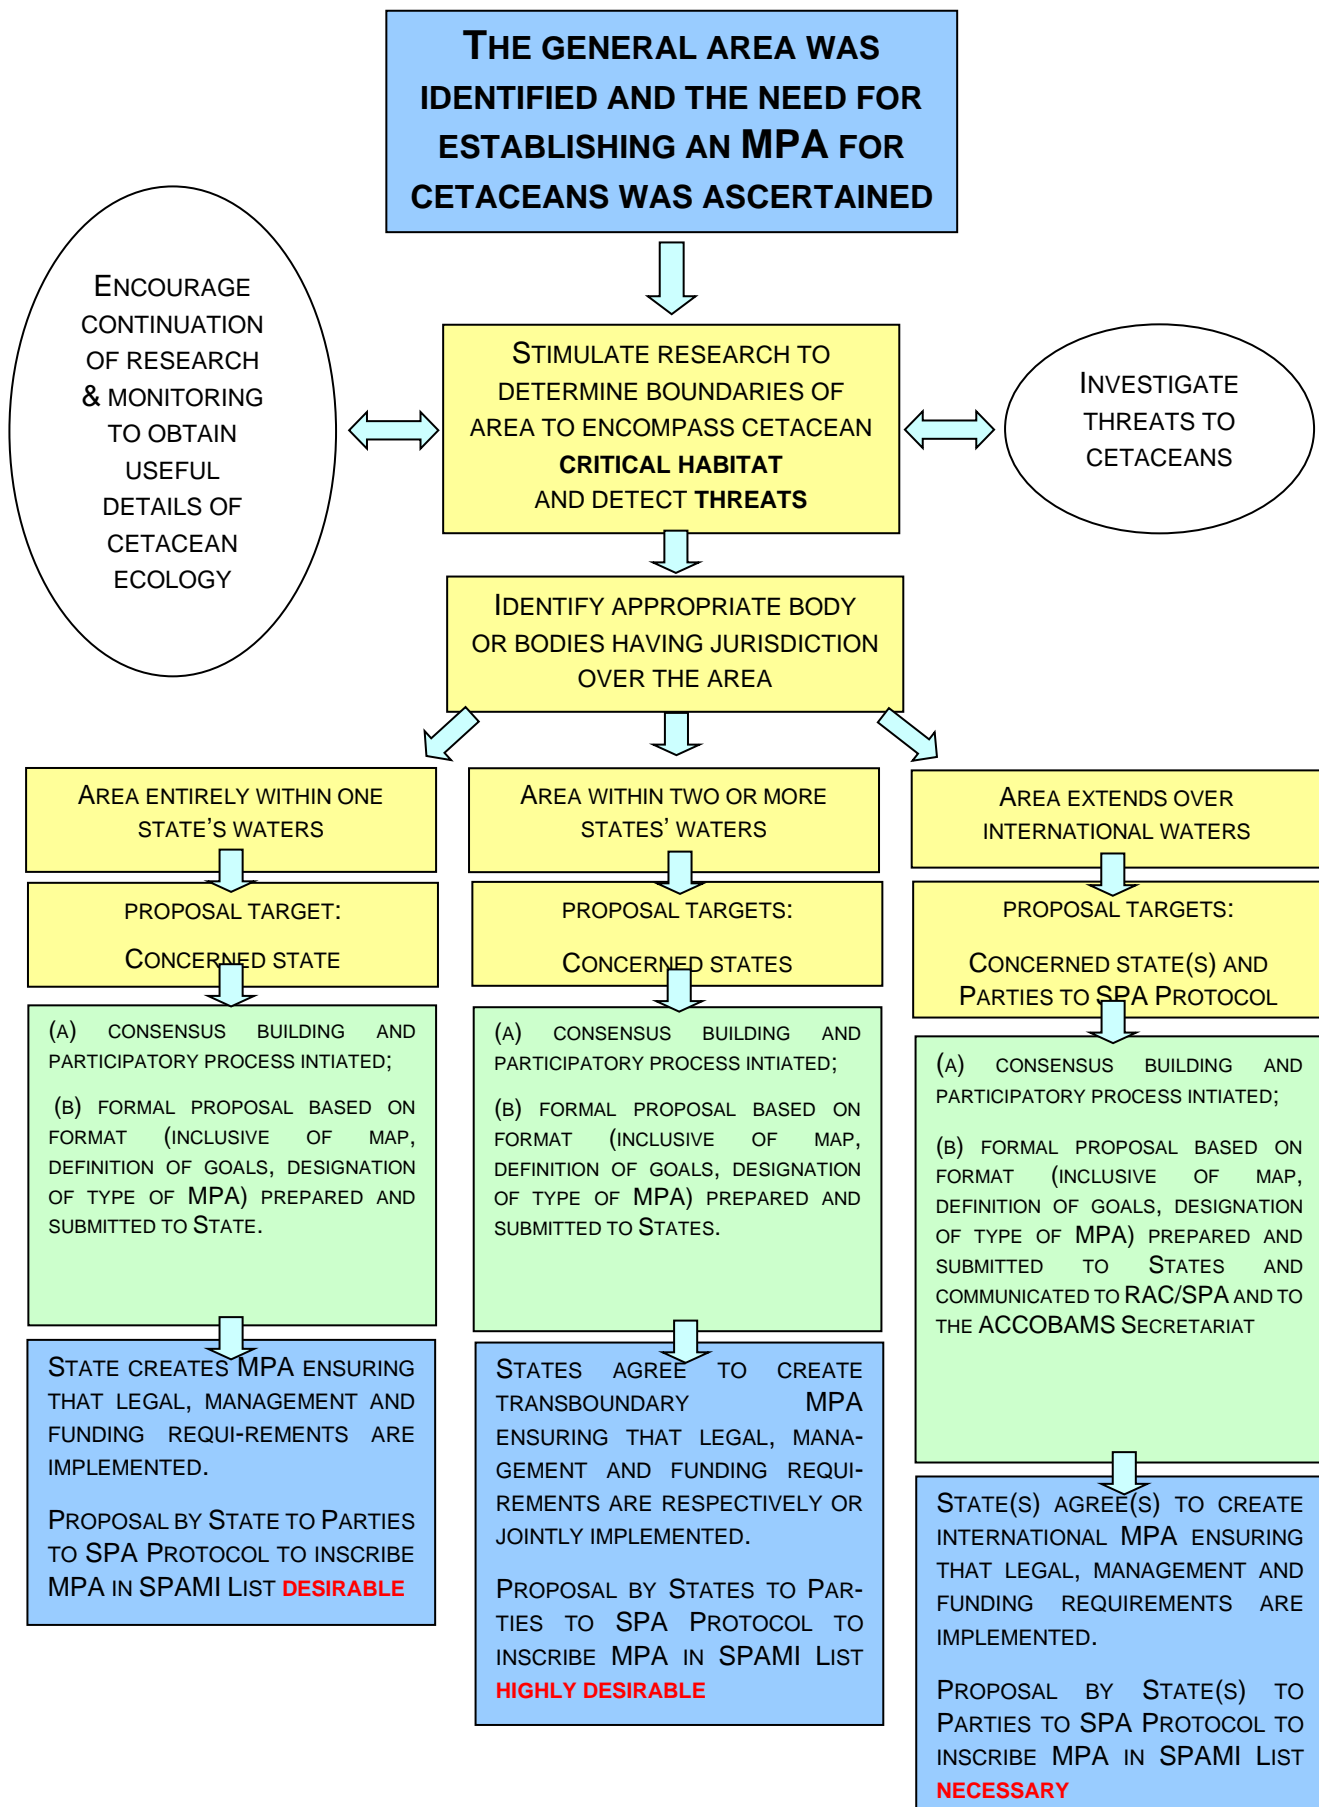 THE GENERAL AREA WAS
IDENTIFIED AND THE NEED FOR
ESTABLISHING AN MPA FOR
CETACEANS WAS ASCERTAINED
ENCOURAGE
CONTINUATION
OF RESEARCH
& MONITORING
TO OBTAIN
USEFUL
DETAILS OF
CETACEAN
ECOLOGY
STIMULATE RESEARCH TO
DETERMINE BOUNDARIES OF
AREA TO ENCOMPASS CETACEAN
CRITICAL HABITAT
AND DETECT THREATS
INVESTIGATE
THREATS TO
CETACEANS
IDENTIFY APPROPRIATE BODY
OR BODIES HAVING JURISDICTION
OVER THE AREA
AREA ENTIRELY WITHIN ONE
STATE'S WATERS
PROPOSAL TARGET:
CONCERNED STATE
(A) CONSENSUS BUILDING AND
PARTICIPATORY PROCESS INTIATED;
(B) FORMAL PROPOSAL BASED ON
FORMAT (INCLUSIVE OF MAP,
DEFINITION OF GOALS, DESIGNATION
OF TYPE OF MPA) PREPARED AND
SUBMITTED TO STATE.
STATE CREATES MPA ENSURING
THAT LEGAL, MANAGEMENT AND
FUNDING REQUI-REMENTS ARE
IMPLEMENTED.
PROPOSAL BY STATE TO PARTIES
TO SPA PROTOCOL TO INSCRIBE
MPA IN SPAMI LIST DESIRABLE
AREA WITHIN TWO OR MORE
STATES' WATERS
PROPOSAL TARGETS:
CONCERNED STATES
(A) CONSENSUS BUILDING AND
PARTICIPATORY PROCESS INTIATED;
(B) FORMAL PROPOSAL BASED ON
FORMAT (INCLUSIVE OF MAP,
DEFINITION OF GOALS, DESIGNATION
OF TYPE OF MPA) PREPARED AND
SUBMITTED TO STATES.
STATES AGREE TO CREATE
TRANSBOUNDARY MPA
ENSURING THAT LEGAL, MANA-
GEMENT AND FUNDING REQUI-
REMENTS ARE RESPECTIVELY OR
JOINTLY IMPLEMENTED.
PROPOSAL BY STATES TO PAR-
TIES TO SPA PROTOCOL TO
INSCRIBE MPA IN SPAMI LIST
HIGHLY DESIRABLE
AREA EXTENDS OVER
INTERNATIONAL WATERS
PROPOSAL TARGETS:
CONCERNED STATE(S) AND
PARTIES TO SPA PROTOCOL
(A) CONSENSUS BUILDING AND
PARTICIPATORY PROCESS INTIATED;
(B) FORMAL PROPOSAL BASED ON
FORMAT (INCLUSIVE OF MAP,
DEFINITION OF GOALS, DESIGNATION
OF TYPE OF MPA) PREPARED AND
SUBMITTED TO STATES AND
COMMUNICATED TO RAC/SPA AND TO
THE ACCOBAMS SECRETARIAT
STATE(S) AGREE(S) TO CREATE
INTERNATIONAL MPA ENSURING
THAT LEGAL, MANAGEMENT AND
FUNDING REQUIREMENTS ARE
IMPLEMENTED.
PROPOSAL BY STATE(S) TO
PARTIES TO SPA PROTOCOL TO
INSCRIBE MPA IN SPAMI LIST
NECESSARY